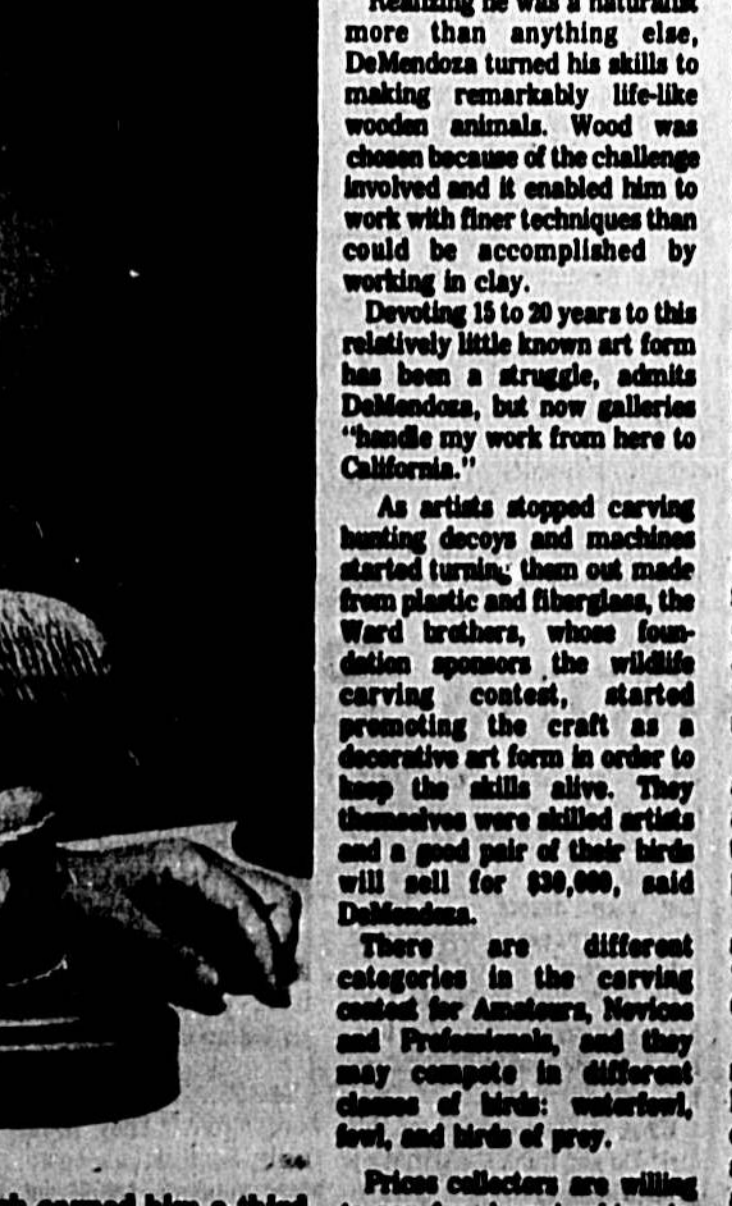 Realizing he was a naturalist
more than anything else,
DeMendoza turned his skills to
making remarkably life-like
wooden animals. Wood was
chosen because of the challenge
involved and it enabled him to
work with finer techniques than
could be accomplished by
working in clay.
Devoting 15 to 20 years to this
relatively little known art form
has been a struggle, admits
DeMendoza, but now galleries
"handle my work from here to
California."
As artists stopped carving
hunting decoys and machines
started turning them out made
from plastic and fiberglass, the
Ward brothers, whose foun-
dation sponsors the wildlife
carving contest, started
promoting the craft as a
decorative art form in order to
keep the skills alive. They
themselves were skilled artists
and a good pair of their birds
will sell for $30,000, said
DeMendoza.
There are different
categories in the carving
contest for Amateurs, Novices
and Professionals, and they
may compete in different
classes of birds: waterfowl,
fowl, and birds of prey.
Prices collectors are willing
earned him a third